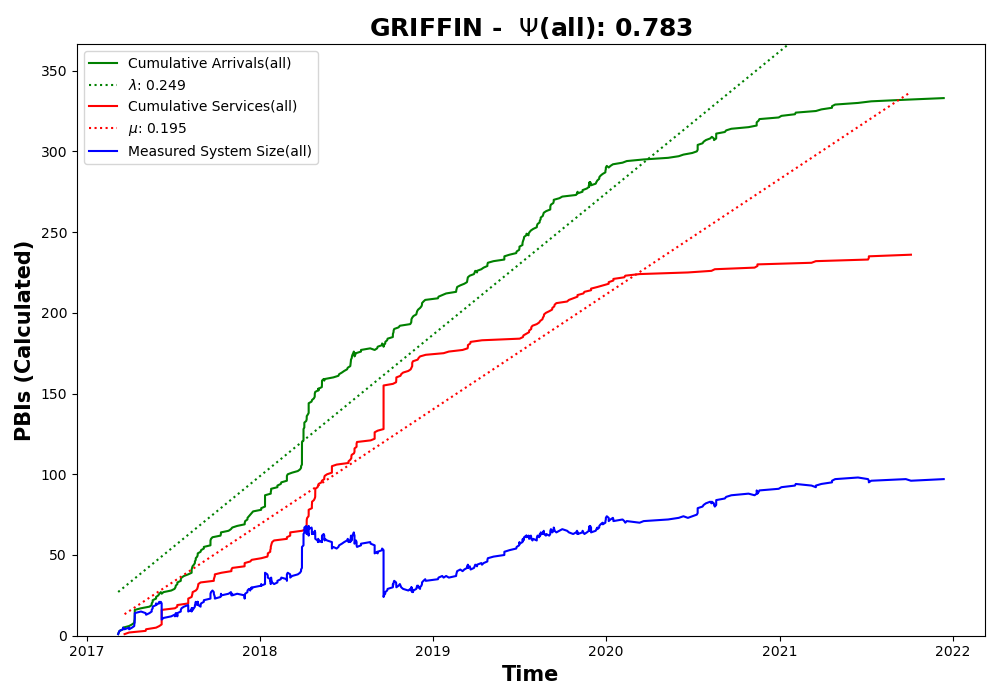 GRIFFIN - Ψ(all): 0.783
Cumulative Arrivals(all)
λ: 0.249
Cumulative Services(all)
μ: 0.195
Measured System Size(all)
PBIs (Calculated)
350
300
250
200
150
100
50
0
2017 2018 2019 2020 2021 2022
Time